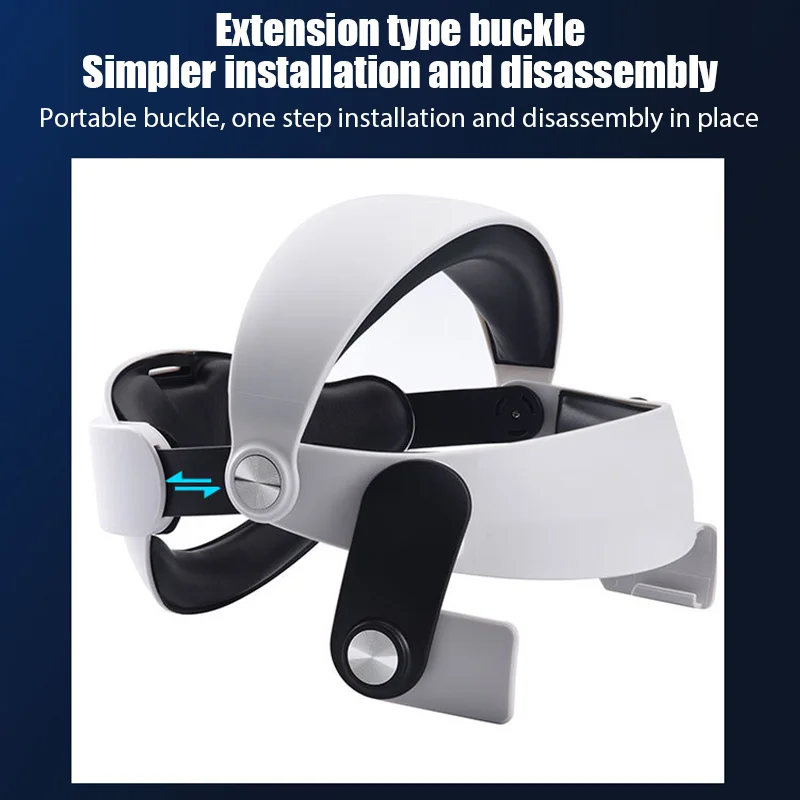 Extension type buckle
Simpler installation and disassembly
Portable buckle, one step installation and disassembly in place